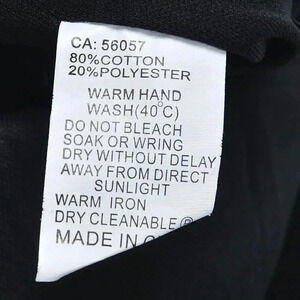 CA: 56057
80%COTTON
20%POLYESTER
WARM HAND
WASH(40°C)
DO NOT BLEACH
SOAK OR WRING
DRY WITHOUT DELAY
AWAY FROM DIRECT
SUNLIGHT
WARM IRON
DRY CLEANABLE Ⓟ
MADE IN